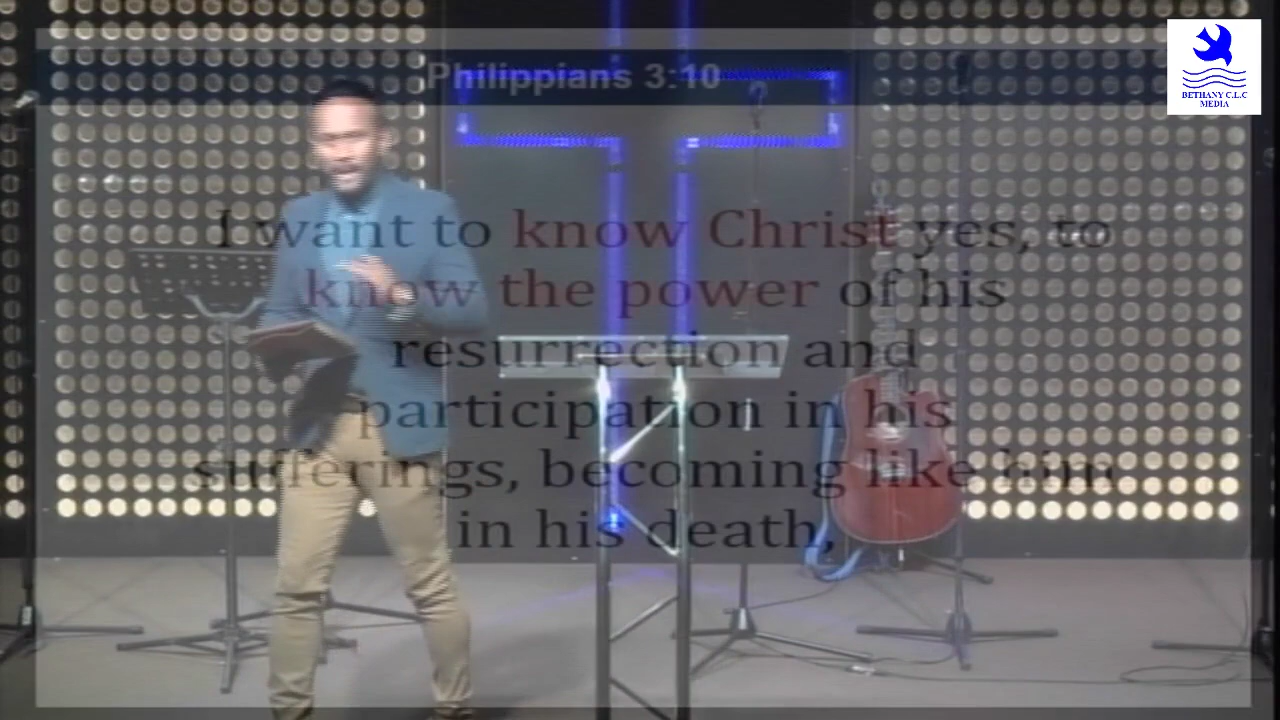 Philippians 3:10
BETHANY C.L.C
MEDIA
I want to know Christ yes, to
know the power of his
resurrection and
participation in his
sufferings, becoming like him
in his death,